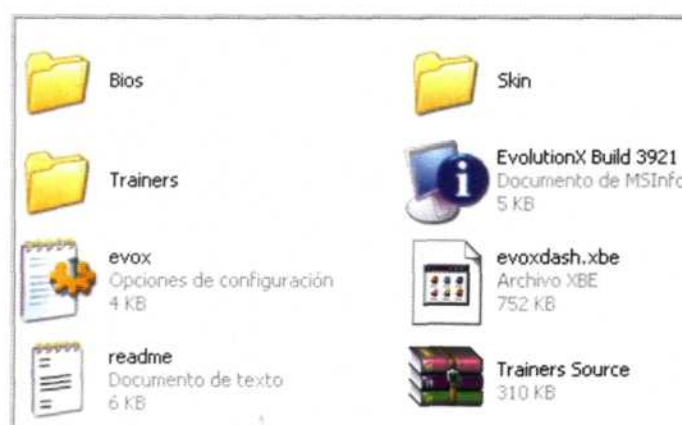 Bios
Skin
Trainers
EvolutionX Build 3921
Documento de MSInfo
5 KB
evox
Opciones de configuración
4 KB
evoxdash.xbe
Archivo XBE
752 KB
readme
Documento de texto
6 KB
Trainers Source
310 KB